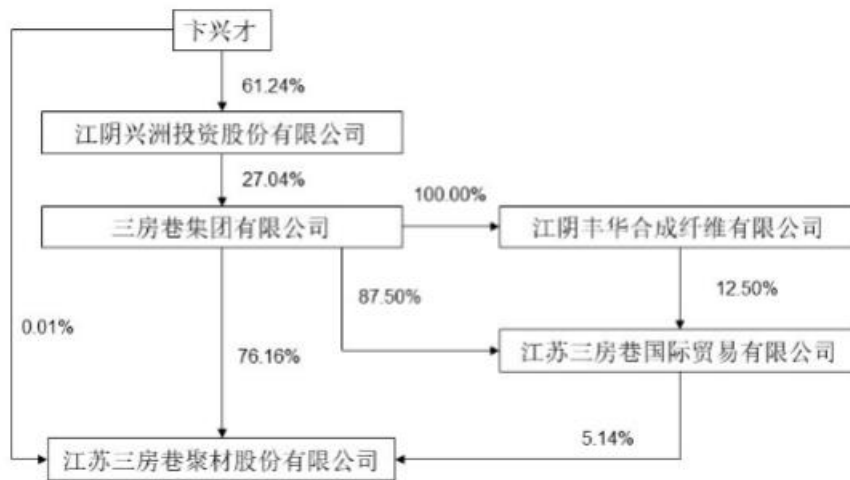 卞兴才
61.24%
江阴兴洲投资股份有限公司
27.04%
100.00%
三房巷集团有限公司
江阴丰华合成纤维有限公司
87.50%
12.50%
0.01%
76.16%
江苏三房巷国际贸易有限公司
5.14%
江苏三房巷聚材股份有限公司